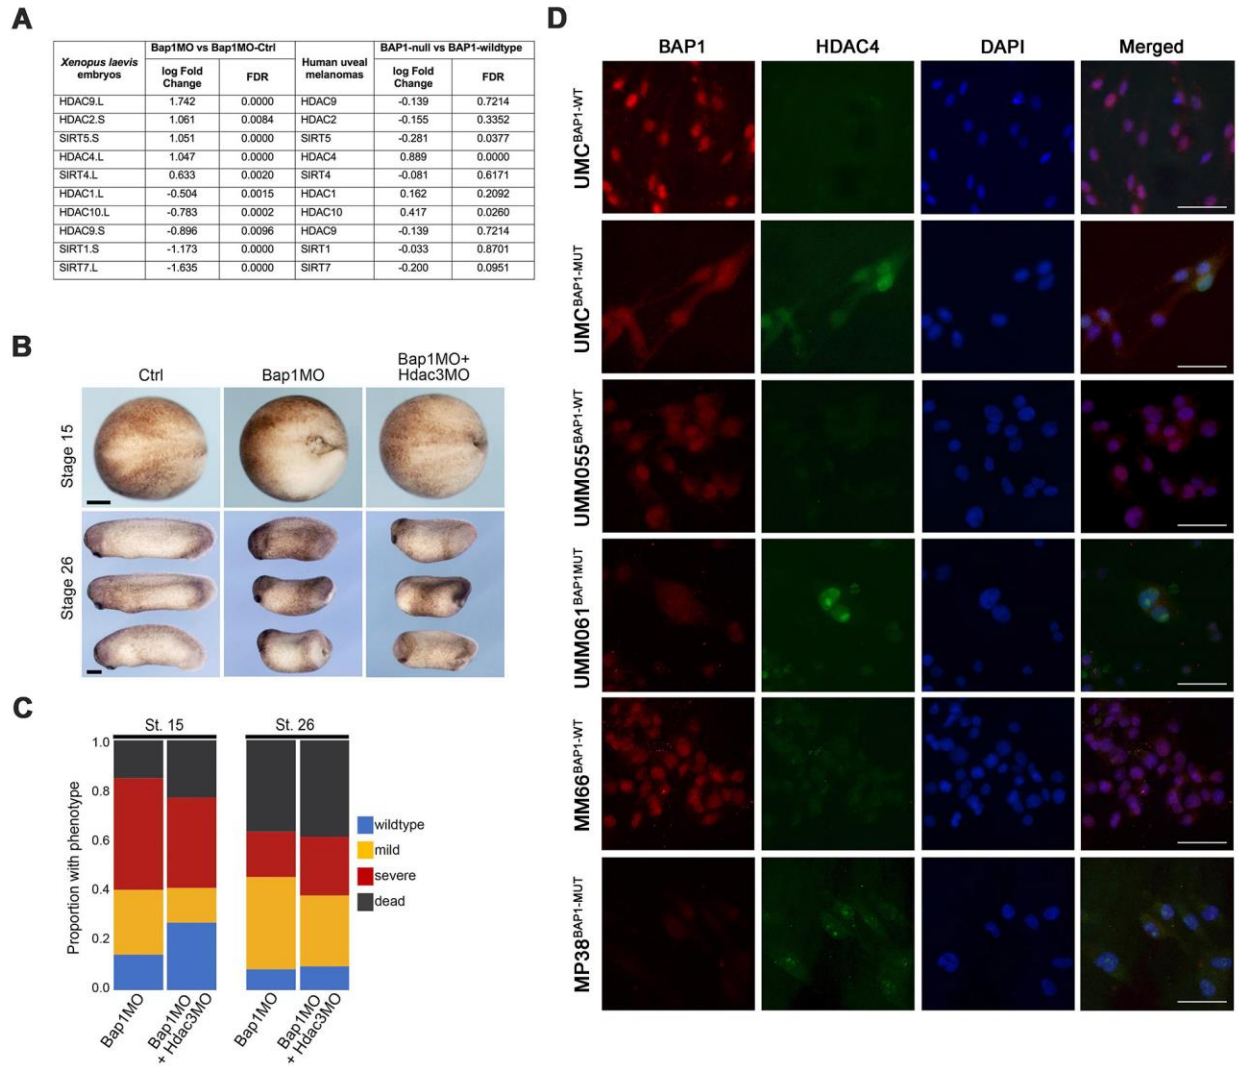 A
Xenopus laevis embryos | Bap1MO vs Bap1MO-Ctrl | Human uveal melanomas | BAP1-null vs BAP1-wildtype
log Fold Change | FDR | log Fold Change | FDR
HDAC9.L | 1.742 | 0.0000 | HDAC9 | -0.139 | 0.7214
HDAC2.S | 1.061 | 0.0084 | HDAC2 | -0.155 | 0.3352
SIRT5.S | 1.051 | 0.0000 | SIRT5 | -0.281 | 0.0377
HDAC4.L | 1.047 | 0.0000 | HDAC4 | 0.889 | 0.0000
SIRT4.L | 0.633 | 0.0020 | SIRT4 | -0.081 | 0.6171
HDAC1.L | -0.504 | 0.0015 | HDAC1 | 0.162 | 0.2092
HDAC10.L | -0.783 | 0.0002 | HDAC10 | 0.417 | 0.0260
HDAC9.S | -0.896 | 0.0096 | HDAC9 | -0.139 | 0.7214
SIRT1.S | -1.173 | 0.0000 | SIRT1 | -0.033 | 0.8701
SIRT7.L | -1.635 | 0.0000 | SIRT7 | -0.200 | 0.0951
B
Ctrl
Bap1MO
Bap1MO+
Hdac3MO
Stage 15
Stage 26
C
St. 15
St. 26
Proportion with phenotype
1.0
0.8
0.6
0.4
0.2
0.0
Bap1MO
Bap1MO
+ Hdac3MO
Bap1MO
Bap1MO
+ Hdac3MO
wildtype
mild
severe
dead
D
BAP1
HDAC4
DAPI
Merged
UMC^BAP1-WT
UMC^BAP1-MUT
UMM055^BAP1-WT
UMM061^BAP1MUT
MM66^BAP1-WT
MP38^BAP1-MUT